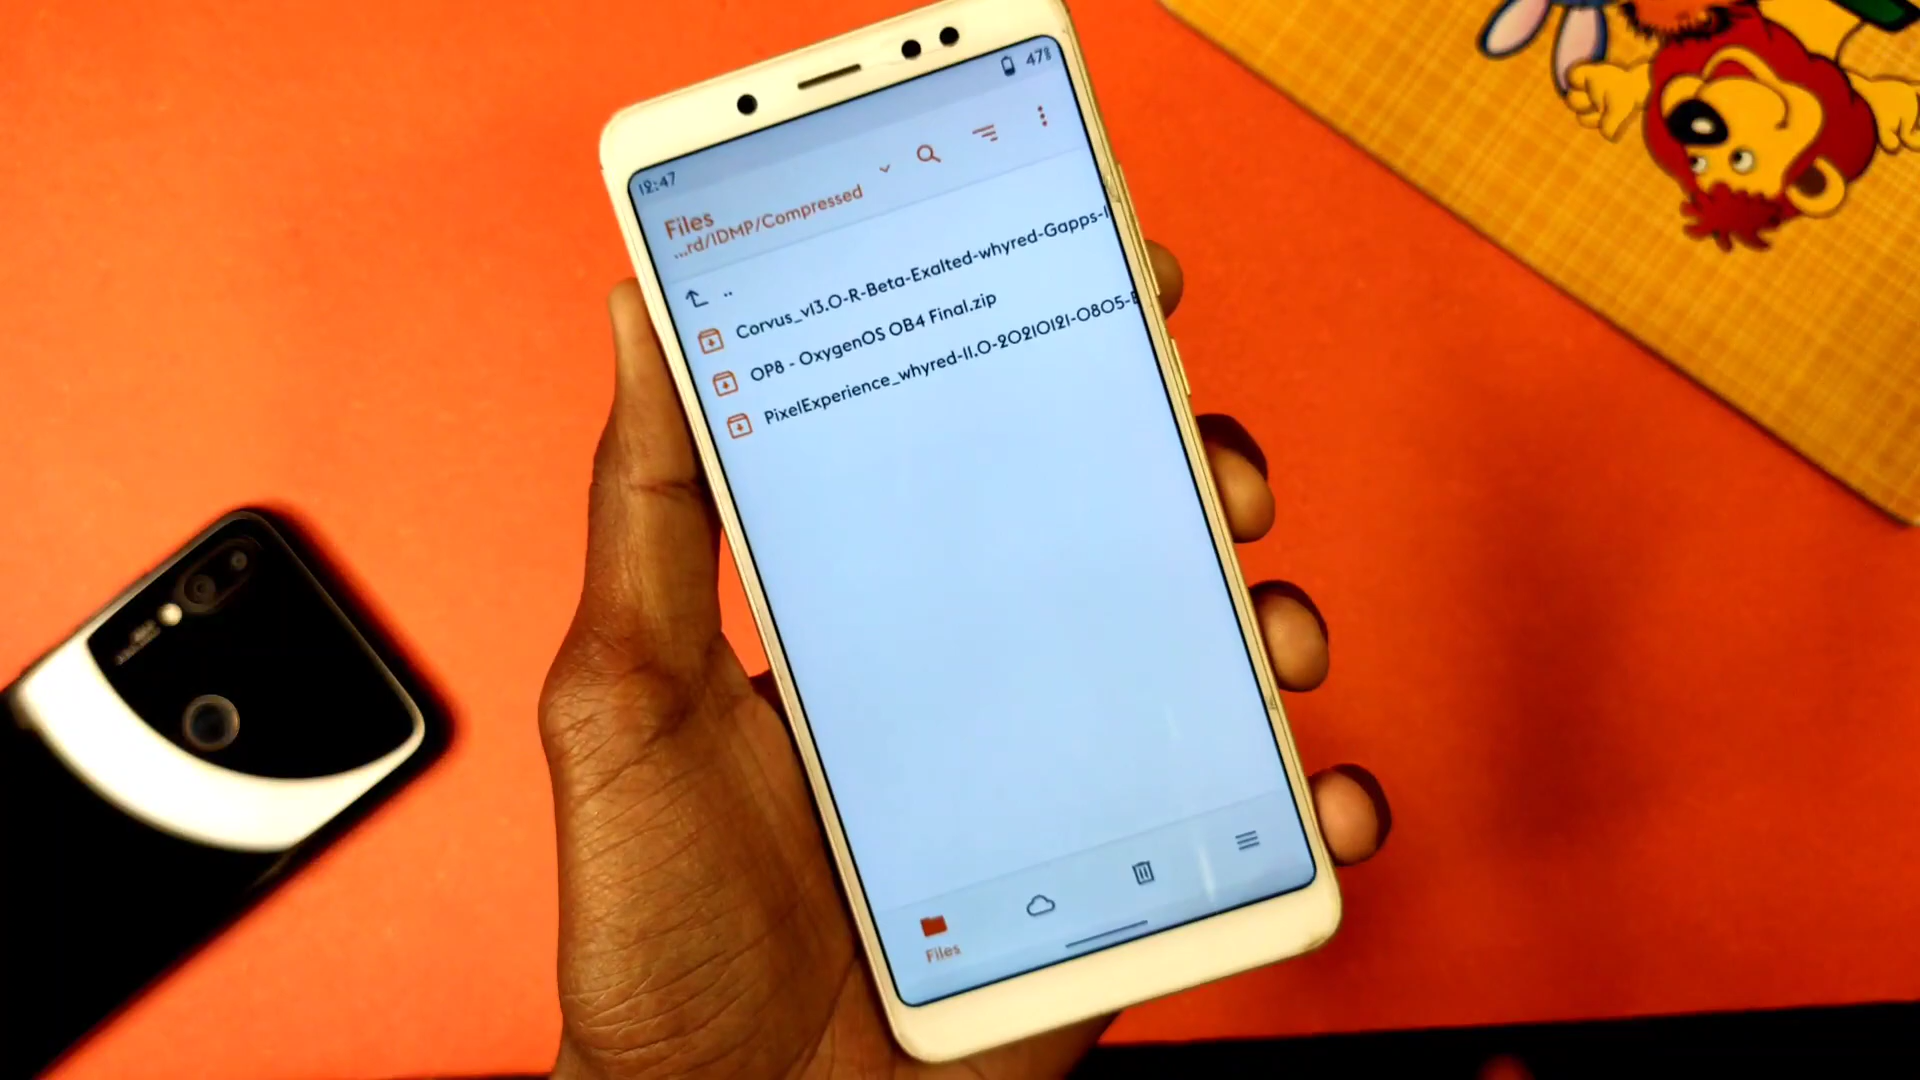 12:47
47%
Files
...rd/IDMP/Compressed
..
Corvus_v13.0-R-Beta-Exalted-whyred-Gapps-
OP8 - OxygenOS OB4 Final.zip
PixelExperience_whyred-11.0-20210121-0805-
Files